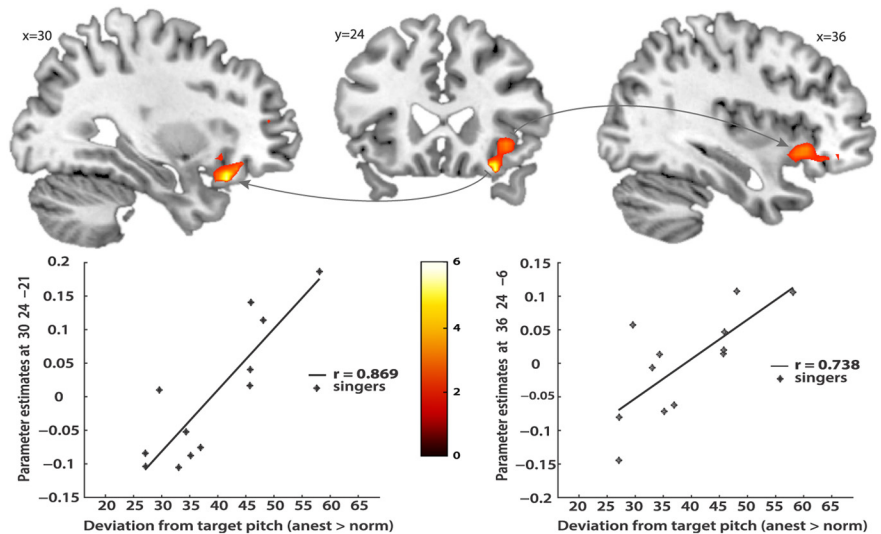 x=30
y=24
x=36
0.2
0.15
0.1
0.05
0
−0.05
−0.1
−0.15
Parameter estimates at 30 24 −21
r = 0.869
singers
20 25 30 35 40 45 50 55 60 65
Deviation from target pitch (anest > norm)
6
4
2
0
0.15
0.1
0.05
0
−0.05
−0.1
−0.15
−0.2
Parameter estimates at 36 24 −6
r = 0.738
singers
20 25 30 35 40 45 50 55 60 65
Deviation from target pitch (anest > norm)